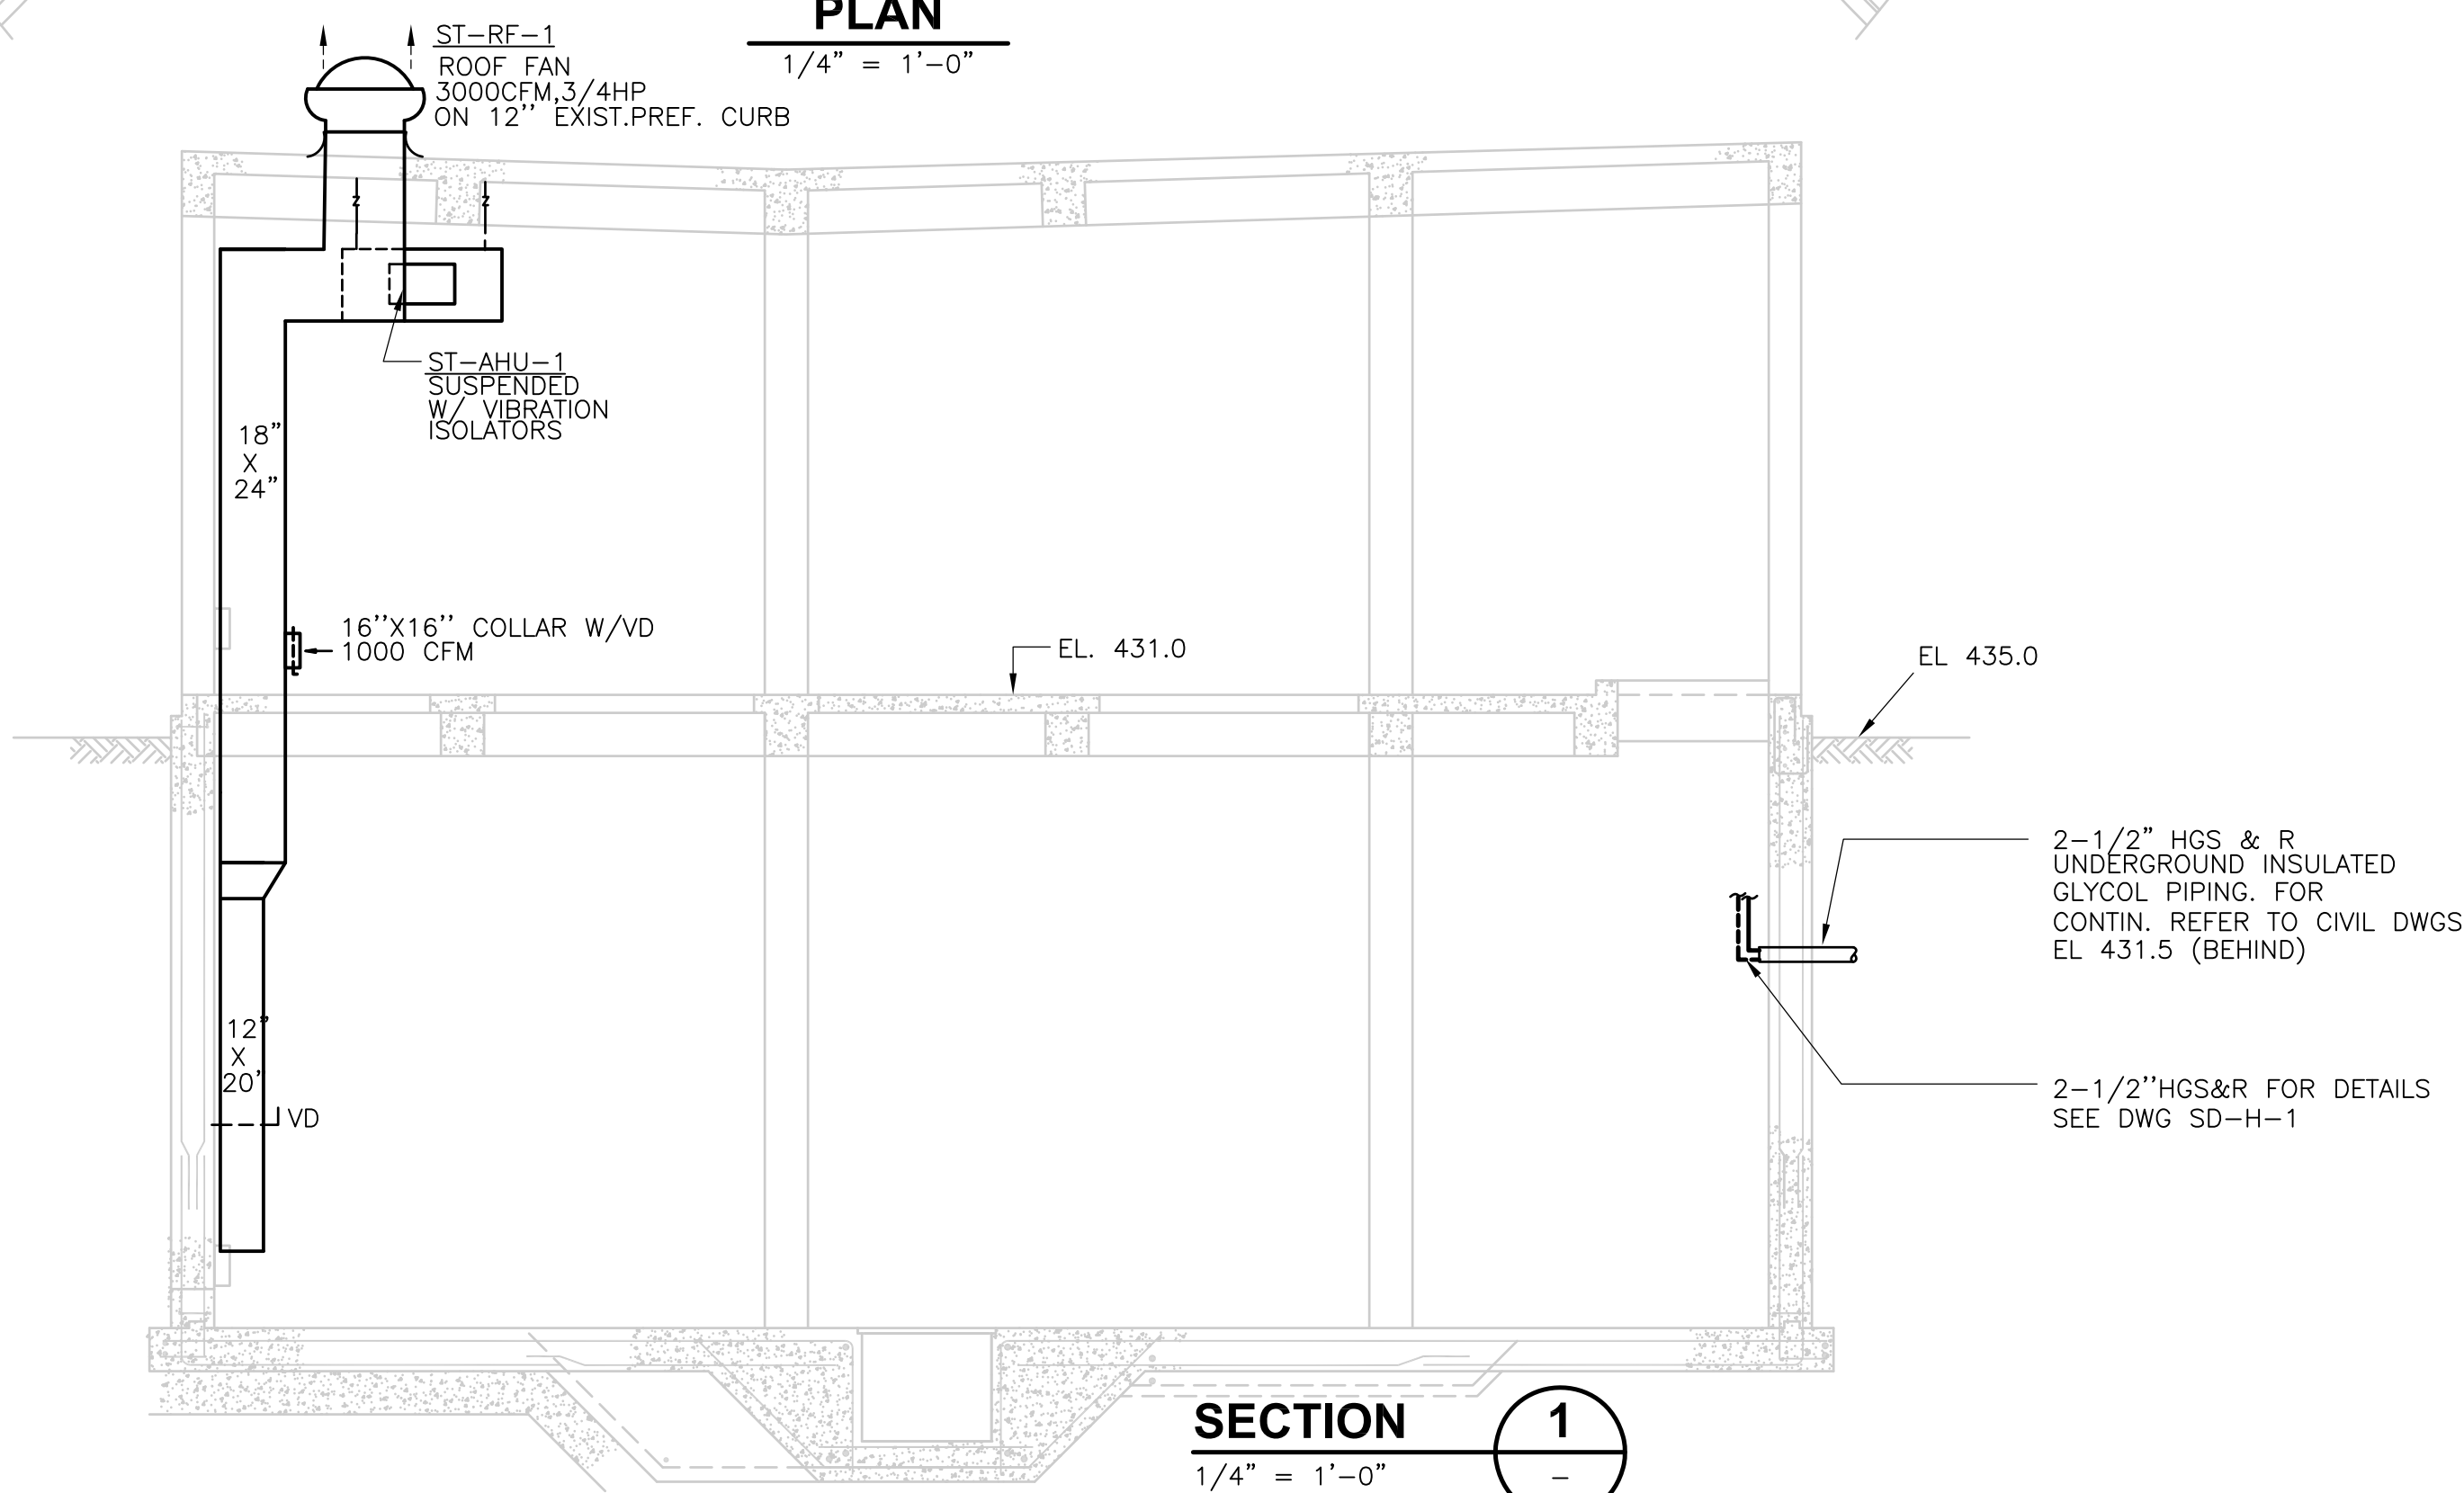 PLAN
1/4" = 1'-0"
ST-RF-1
ROOF FAN
3000CFM,3/4HP
ON 12'' EXIST.PREF. CURB
ST-AHU-1
SUSPENDED
W/ VIBRATION
ISOLATORS
18"
X
24"
16''X16'' COLLAR W/VD
1000 CFM
EL. 431.0
EL 435.0
2-1/2" HGS & R
UNDERGROUND INSULATED
GLYCOL PIPING. FOR
CONTIN. REFER TO CIVIL DWGS
EL 431.5 (BEHIND)
12"
X
20'
VD
2-1/2''HGS&R FOR DETAILS
SEE DWG SD-H-1
SECTION
1
1/4" = 1'-0"
-